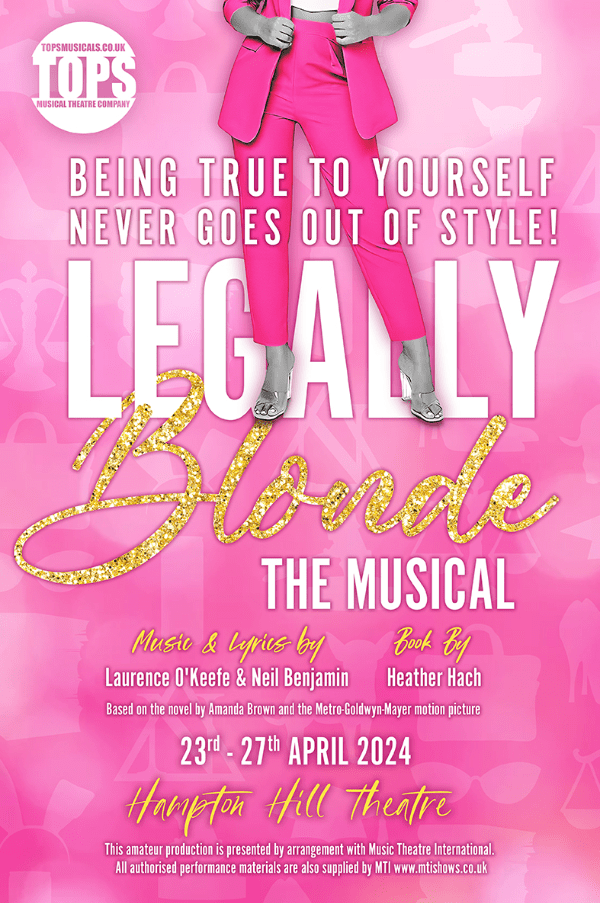 TOPSMUSICALS.CO.UK
TOPS
MUSICAL THEATRE COMPANY
BEING TRUE TO YOURSELF
NEVER GOES OUT OF STYLE!
LEGALLY
Blonde
THE MUSICAL
Music & Lyrics by
Laurence O'Keefe & Neil Benjamin
Book By
Heather Hach
Based on the novel by Amanda Brown and the Metro-Goldwyn-Mayer motion picture
23rd - 27th APRIL 2024
Hampton Hill Theatre
This amateur production is presented by arrangement with Music Theatre International.
All authorised performance materials are also supplied by MTI www.mtishows.co.uk